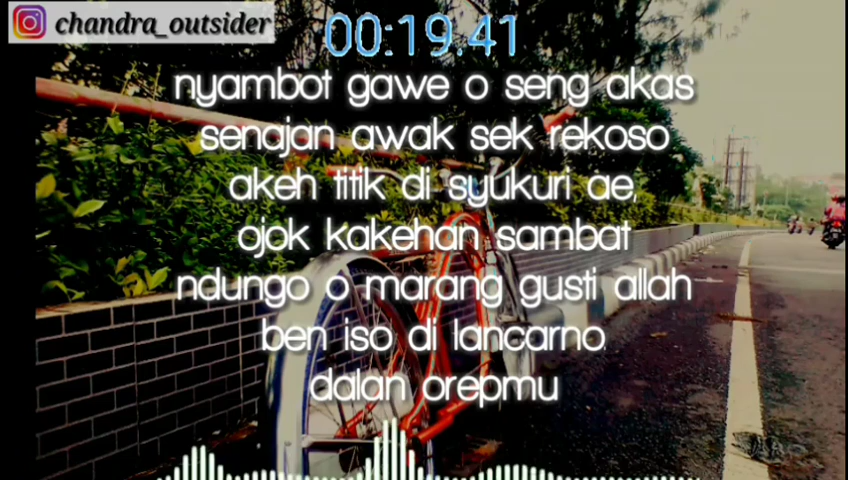 chandra_outsider
00:19.41
nyambot gawe o seng akas
senajan awak sek rekoso
akeh titik di syukuri ae,
ojok kakehan sambat
ndungo o marang gusti allah
ben iso di lancarno
dalan orepmu